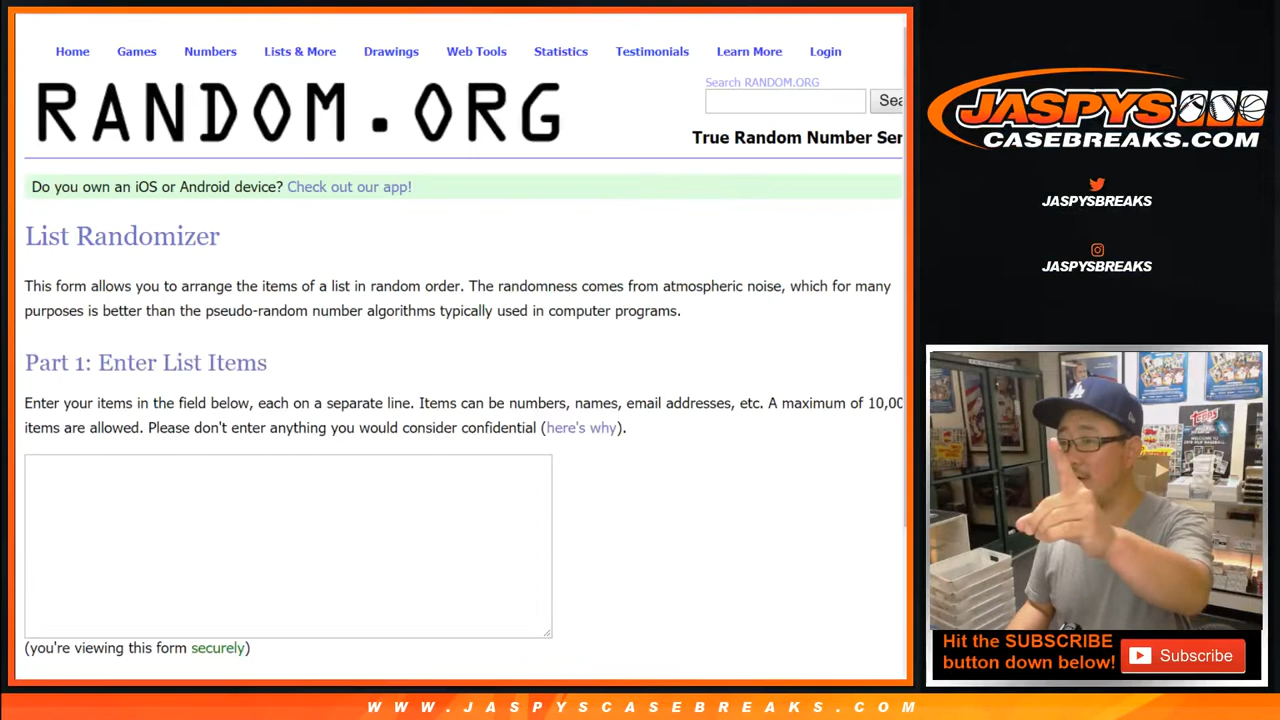 Home Games Numbers Lists & More Drawings Web Tools Statistics Testimonials Learn More Login
RANDOM.ORG
Search RANDOM.ORG
Sea
True Random Number Ser
Do you own an iOS or Android device? Check out our app!
List Randomizer
This form allows you to arrange the items of a list in random order. The randomness comes from atmospheric noise, which for many
purposes is better than the pseudo-random number algorithms typically used in computer programs.
Part 1: Enter List Items
Enter your items in the field below, each on a separate line. Items can be numbers, names, email addresses, etc. A maximum of 10,00
items are allowed. Please don't enter anything you would consider confidential (here's why).
(you're viewing this form securely)
JASPYS
CASEBREAKS.COM
JASPYSBREAKS
JASPYSBREAKS
TOPPS
Hit the SUBSCRIBE
button down below!
Subscribe
WWW.JASPYSCASEBREAKS.COM